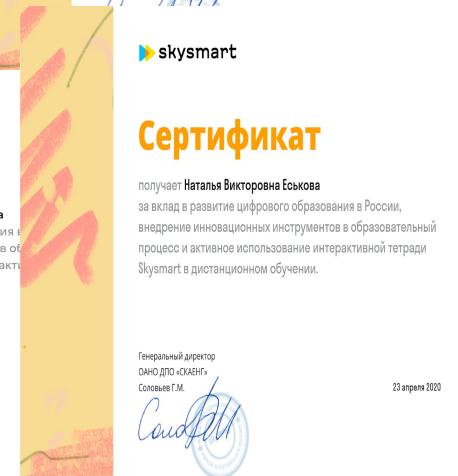 skysmart
Сертификат
получает Наталья Викторовна Еськова
за вклад в развитие цифрового образования в России,
внедрение инновационных инструментов в образовательный
процесс и активное использование интерактивной тетради
Skysmart в дистанционном обучении.
Генеральный директор
ОАНО ДПО «СКАЕНГ»
Соловьев Г.М.
23 апреля 2020